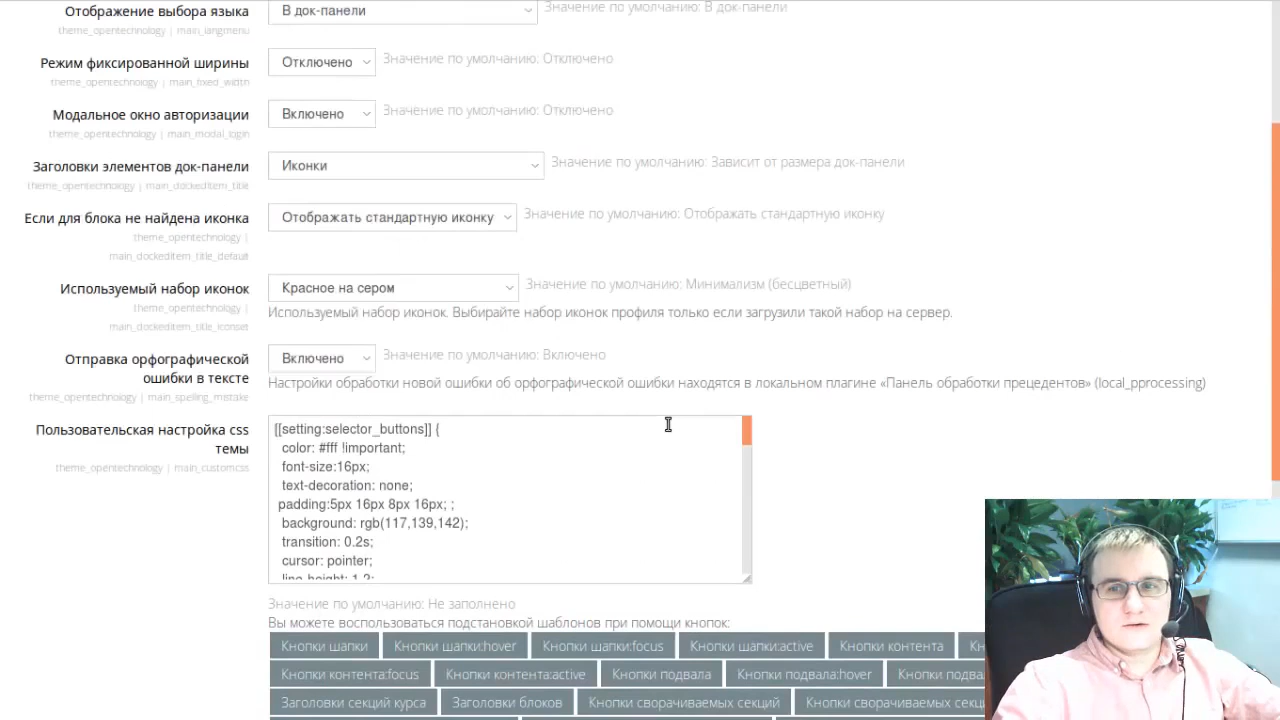 Отображение выбора языка
theme_opentechnology | main_langmenu
В док-панели
Значение по умолчанию: В док-панели
Режим фиксированной ширины
theme_opentechnology | main_fixed_width
Отключено
Значение по умолчанию: Отключено
Модальное окно авторизации
theme_opentechnology | main_modal_login
Включено
Значение по умолчанию: Отключено
Заголовки элементов док-панели
theme_opentechnology | main_dockeditem_title
Иконки
Значение по умолчанию: Зависит от размера док-панели
Если для блока не найдена иконка
theme_opentechnology |
main_dockeditem_title_default
Отображать стандартную иконку
Значение по умолчанию: Отображать стандартную иконку
Используемый набор иконок
theme_opentechnology |
main_dockeditem_title_iconset
Красное на сером
Значение по умолчанию: Минимализм (бесцветный)
Используемый набор иконок. Выбирайте набор иконок профиля только если загрузили такой набор на сервер.
Отправка орфографической
ошибки в тексте
theme_opentechnology | main_spelling_mistake
Включено
Значение по умолчанию: Включено
Настройки обработки новой ошибки об орфографической ошибки находятся в локальном плагине «Панель обработки прецедентов» (local_pprocessing)
Пользовательская настройка css
темы
theme_opentechnology | main_customcss
[[setting:selector_buttons]] {
color: #fff !important;
font-size:16px;
text-decoration: none;
padding:5px 16px 8px 16px; ;
background: rgb(117,139,142);
transition: 0.2s;
cursor: pointer;
line-height: 1.2;
Значение по умолчанию: Не заполнено
Вы можете воспользоваться подстановкой шаблонов при помощи кнопок:
Кнопки шапки Кнопки шапки:hover Кнопки шапки:focus Кнопки шапки:active Кнопки контента
Кнопки контента:focus Кнопки контента:active Кнопки подвала Кнопки подвала:hover Кнопки
Заголовки секций курса Заголовки блоков Кнопки сворачиваемых секций Кнопки сворачиваемых